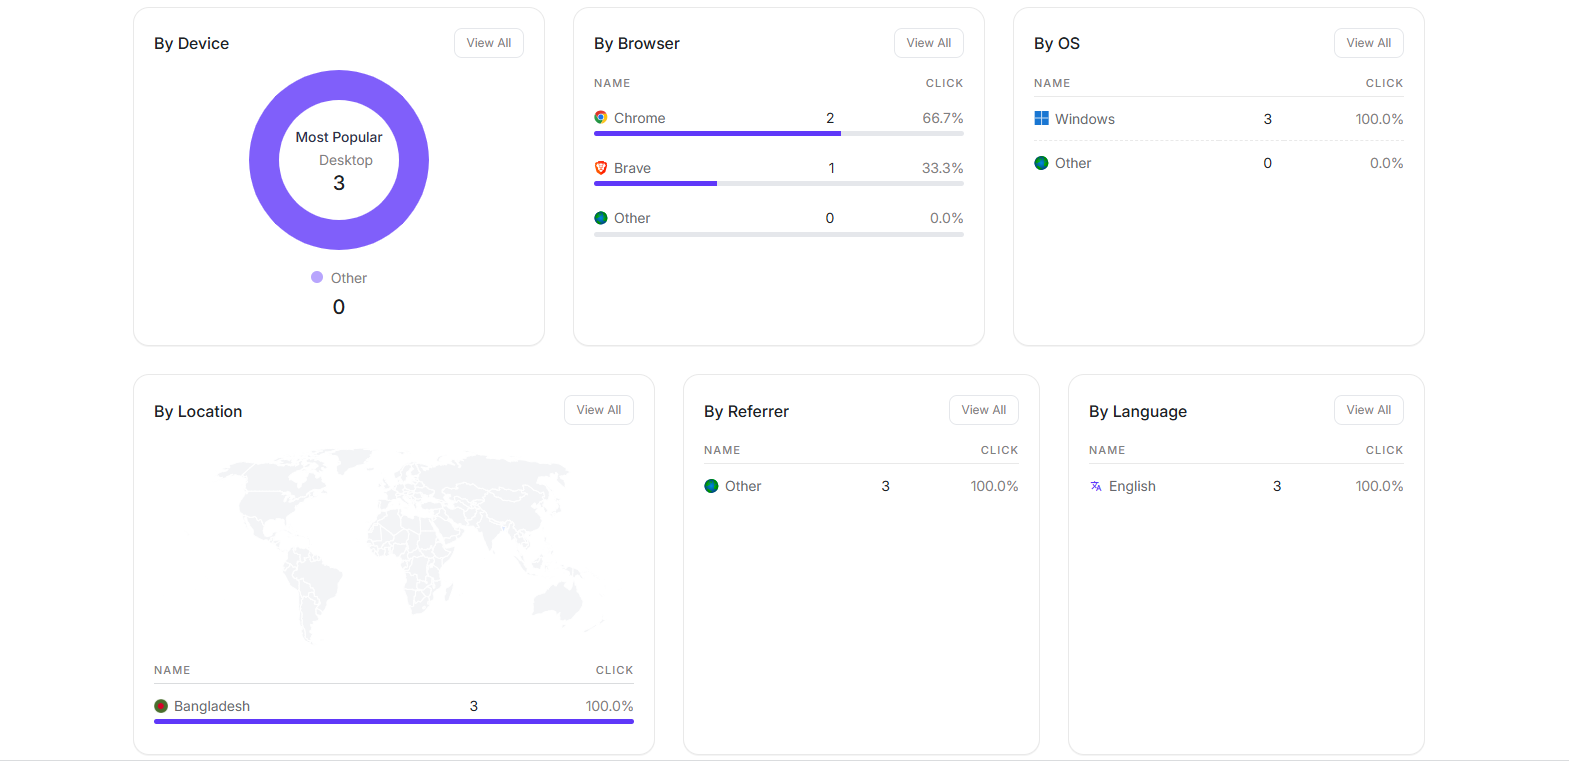 By Device
View All
Most Popular
Desktop
3
Other
0
By Browser
View All
NAME CLICK
Chrome 2 66.7%
Brave 1 33.3%
Other 0 0.0%
By OS
View All
NAME CLICK
Windows 3 100.0%
Other 0 0.0%
By Location
View All
NAME CLICK
Bangladesh 3 100.0%
By Referrer
View All
NAME CLICK
Other 3 100.0%
By Language
View All
NAME CLICK
English 3 100.0%